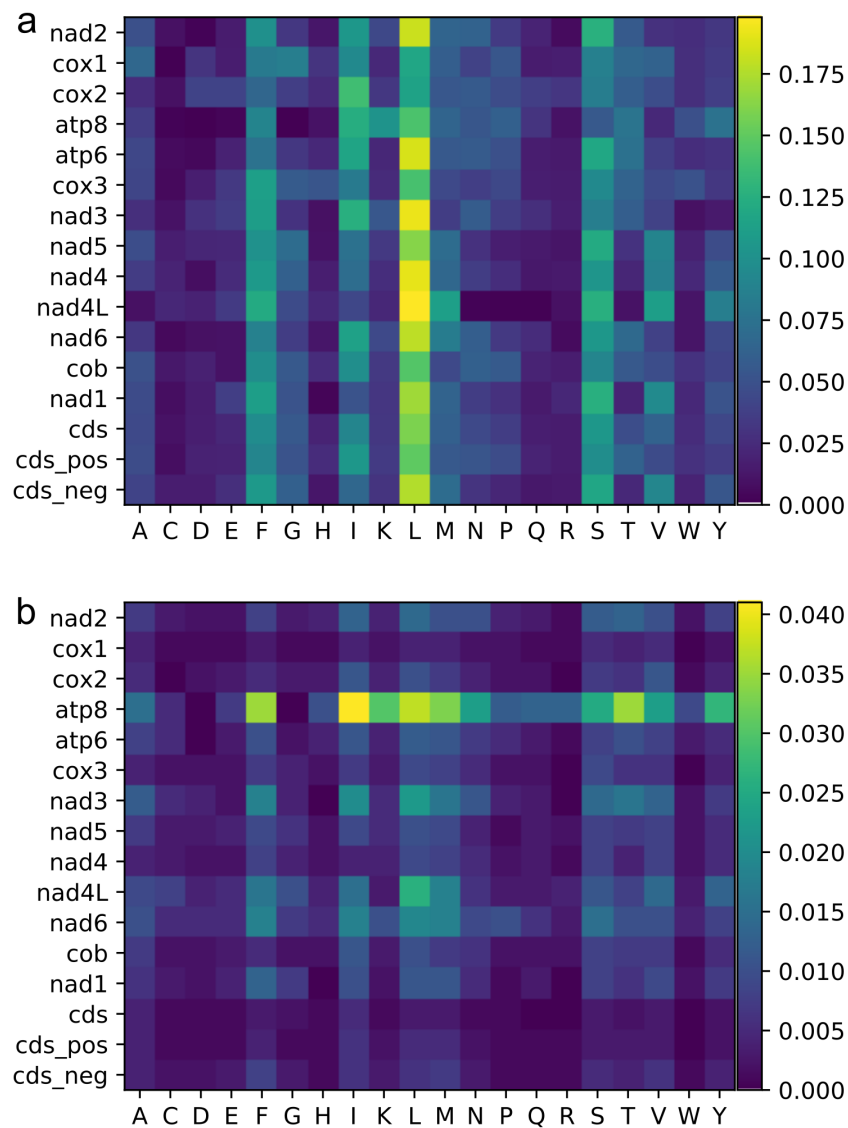 a
nad2
cox1
cox2
atp8
atp6
cox3
nad3
nad5
nad4
nad4L
nad6
cob
nad1
cds
cds_pos
cds_neg
A C D E F G H I K L M N P Q R S T V W Y
0.175
0.150
0.125
0.100
0.075
0.050
0.025
0.000
b
nad2
cox1
cox2
atp8
atp6
cox3
nad3
nad5
nad4
nad4L
nad6
cob
nad1
cds
cds_pos
cds_neg
A C D E F G H I K L M N P Q R S T V W Y
0.040
0.035
0.030
0.025
0.020
0.015
0.010
0.005
0.000